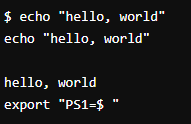 $ echo "hello, world"
echo "hello, world"
hello, world
export "PS1=$ "